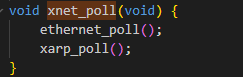 void xnet_poll(void) {
    ethernet_poll();
    xarp_poll();
}